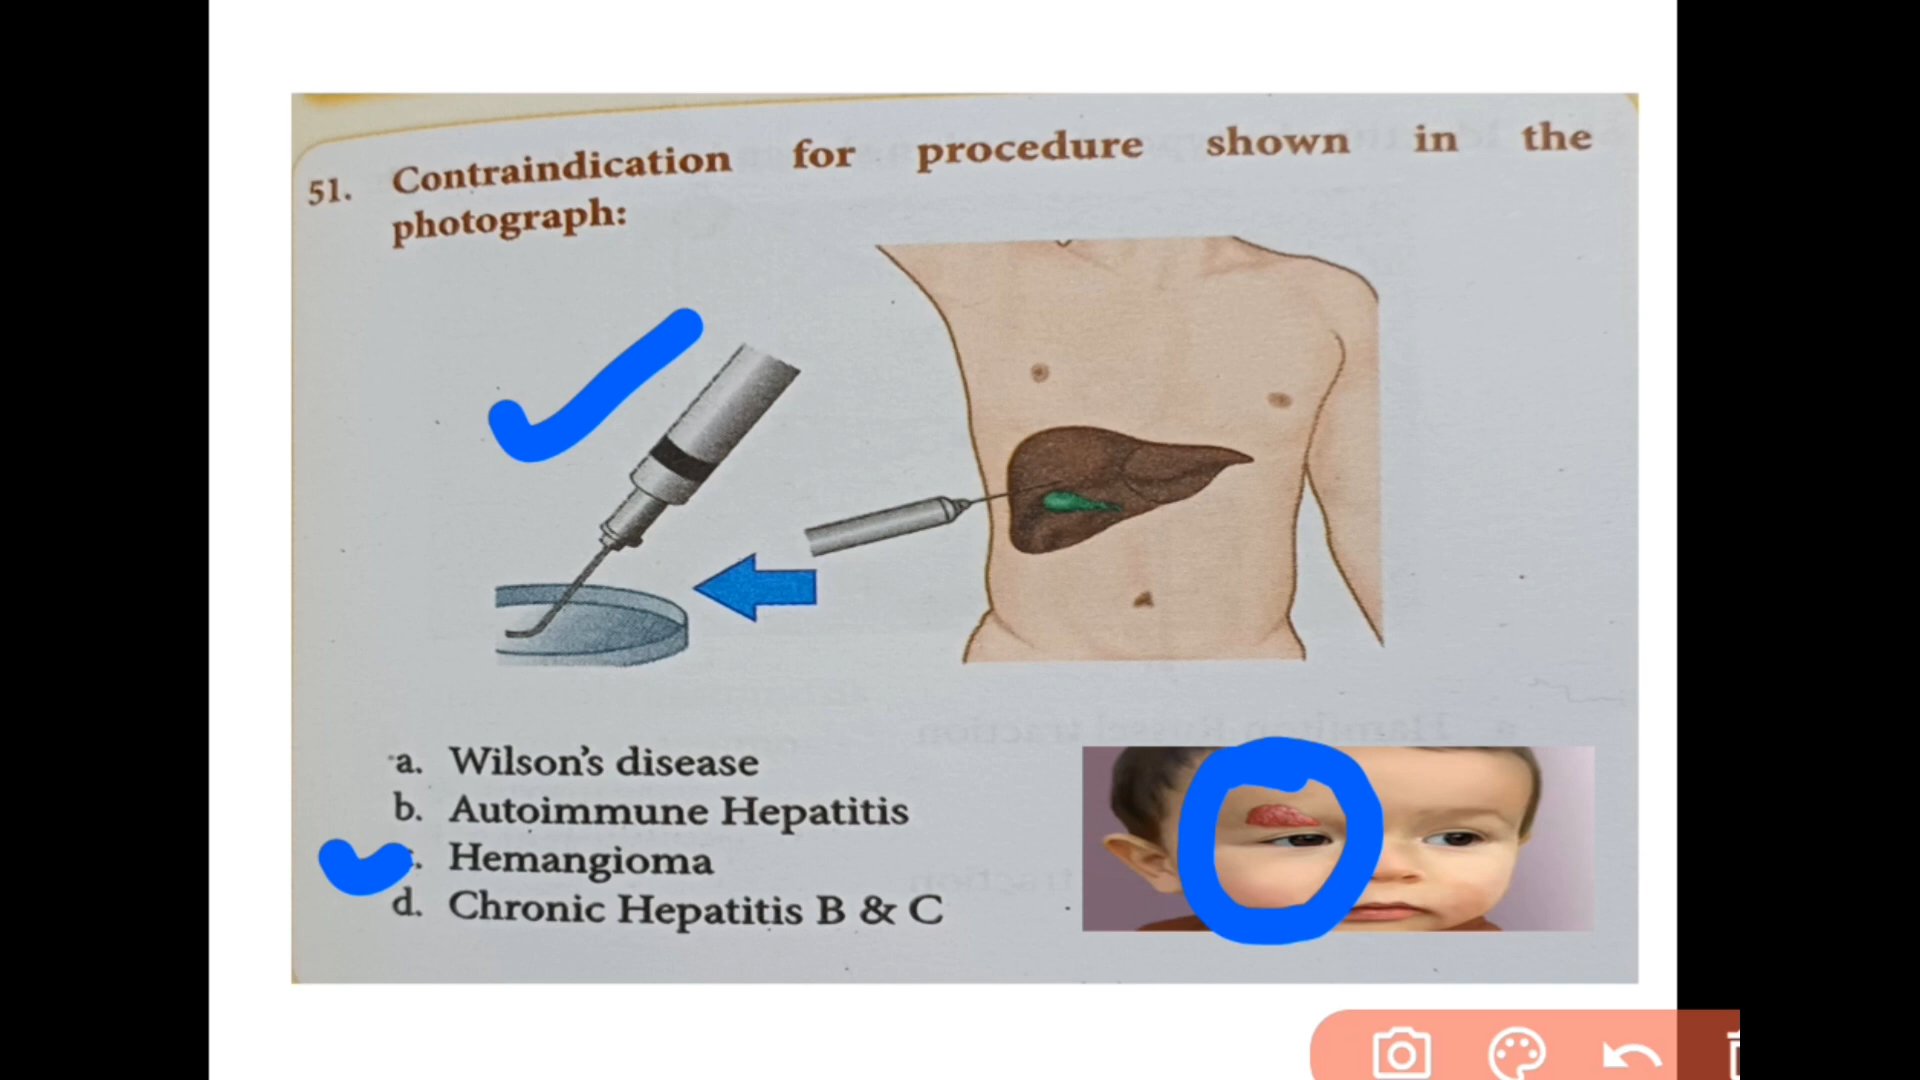 51. Contraindication for procedure shown in the
photograph:
a. Wilson's disease
b. Autoimmune Hepatitis
. Hemangioma
d. Chronic Hepatitis B & C